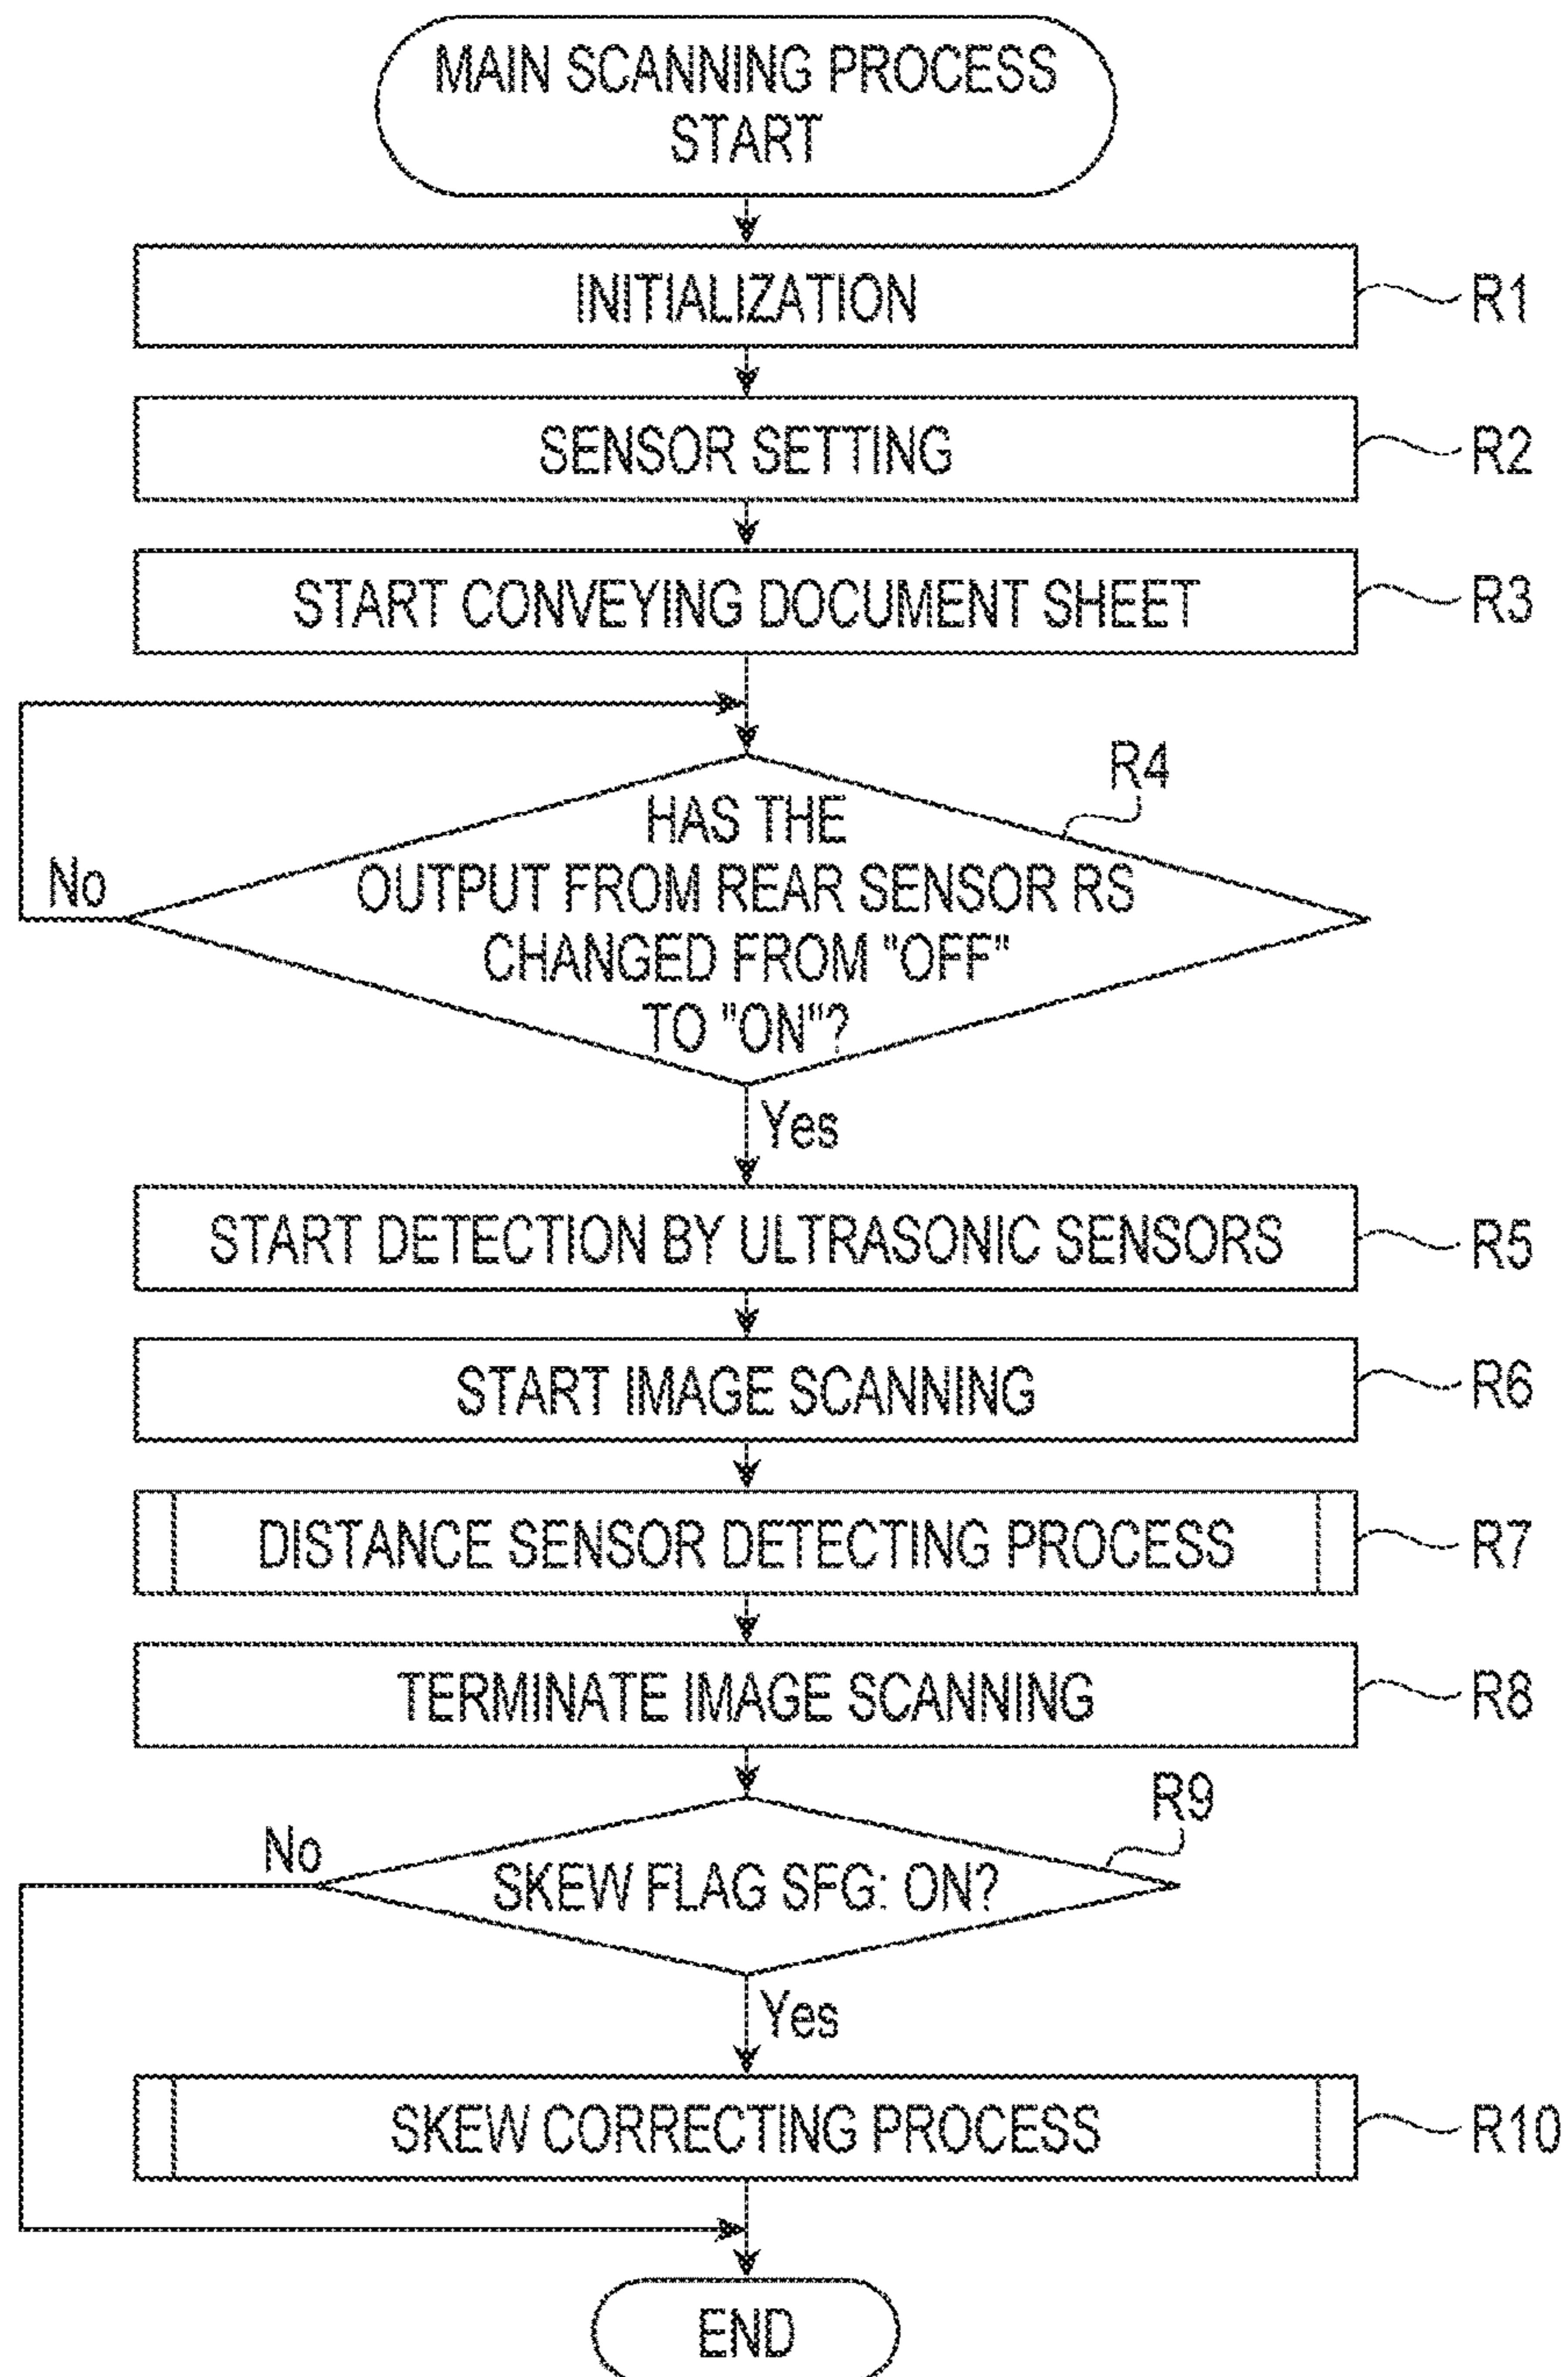 MAIN SCANNING PROCESS
START
INITIALIZATION
R1
SENSOR SETTING
R2
START CONVEYING DOCUMENT SHEET
R3
R4
HAS THE
OUTPUT FROM REAR SENSOR RS
CHANGED FROM "OFF"
TO "ON"?
No
Yes
START DETECTION BY ULTRASONIC SENSORS
R5
START IMAGE SCANNING
R6
DISTANCE SENSOR DETECTING PROCESS
R7
TERMINATE IMAGE SCANNING
R8
R9
No
SKEW FLAG SFG: ON?
Yes
SKEW CORRECTING PROCESS
R10
END